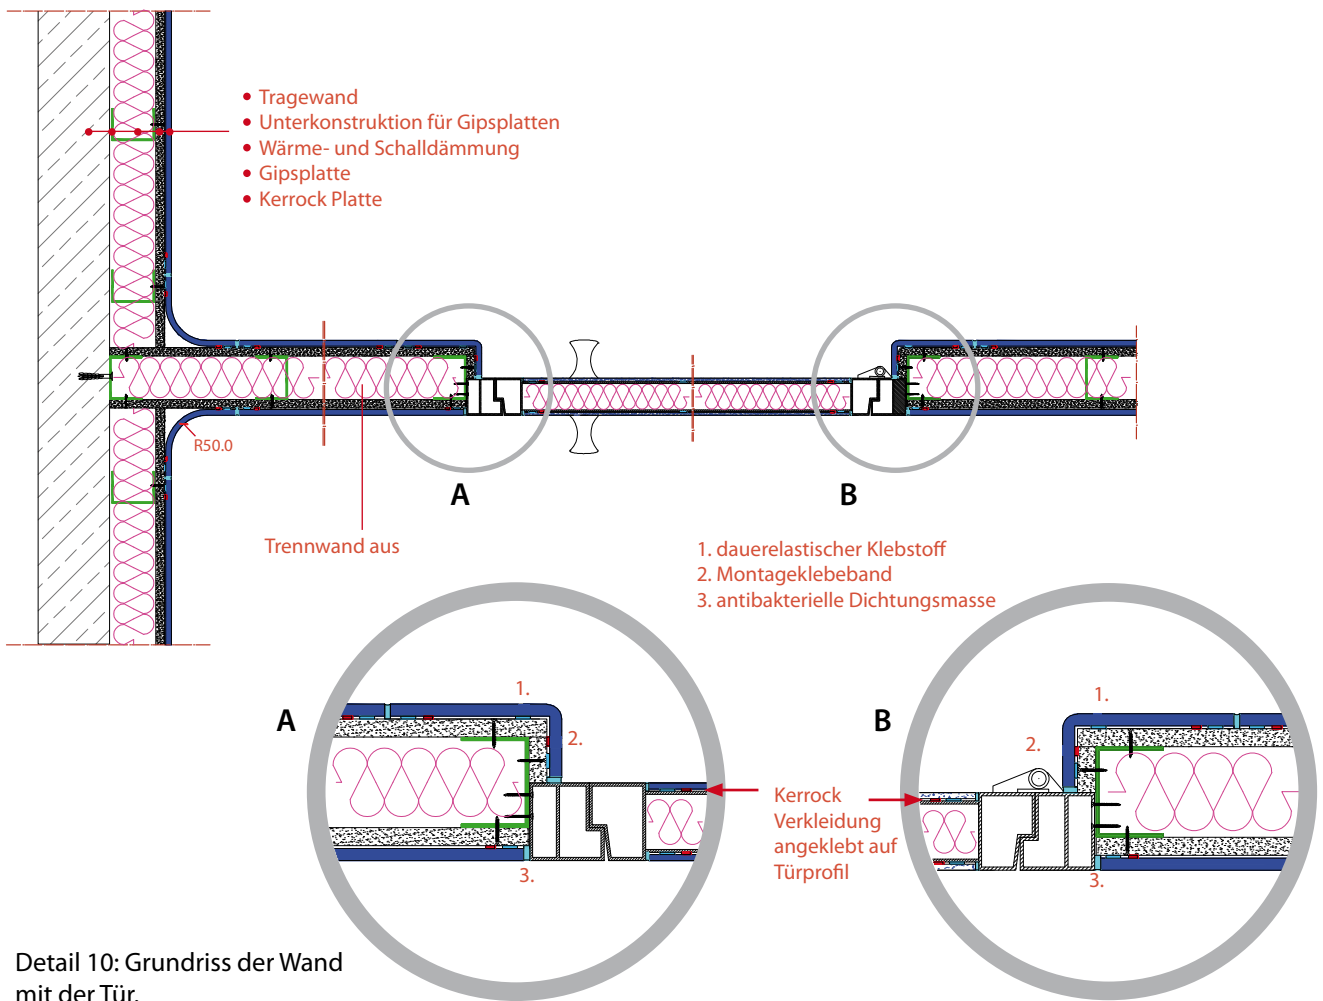 • Tragewand
• Unterkonstruktion für Gipsplatten
• Wärme- und Schalldämmung
• Gipsplatte
• Kerrock Platte
R50.0
A
B
Trennwand aus
1. dauerelastischer Klebstoff
2. Montageklebeband
3. antibakterielle Dichtungsmasse
A
1.
2.
3.
Kerrock
Verkleidung
angeklebt auf
Türprofil
B
1.
2.
3.
Detail 10: Grundriss der Wand
mit der Tür.